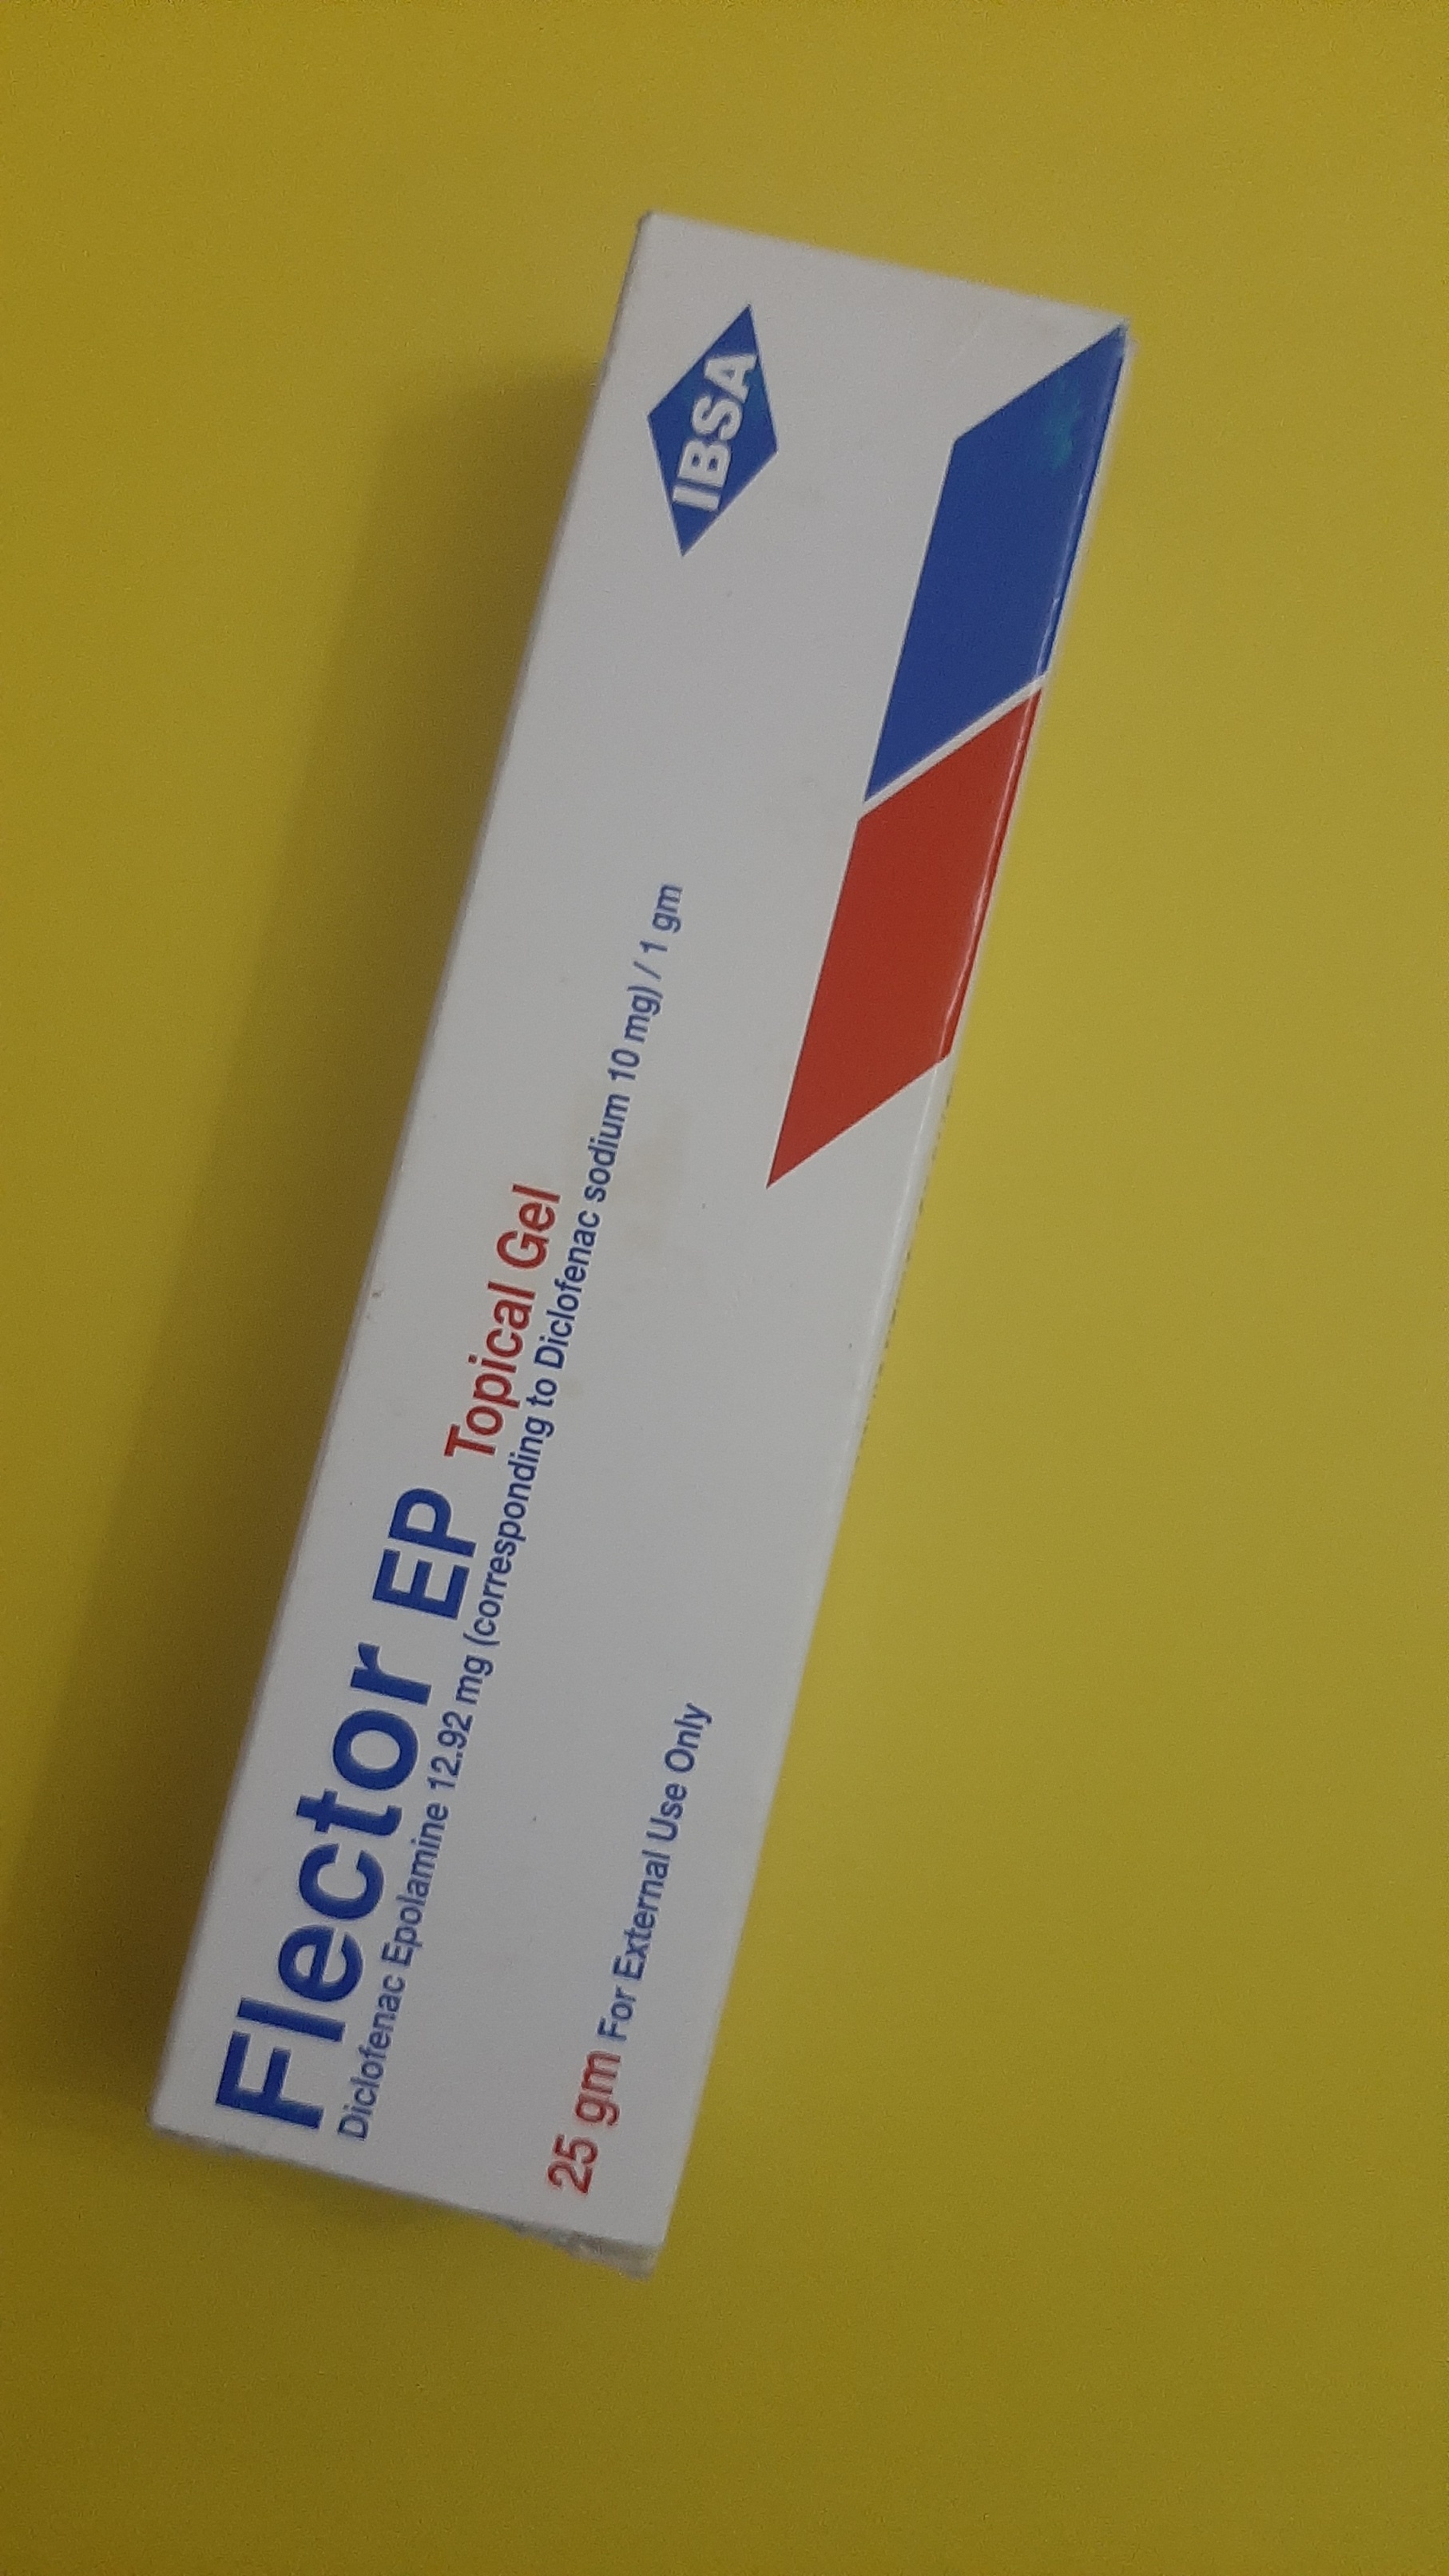 Flector EP Topical Gel
Diclofenac Epolamine 12.92 mg (corresponding to Diclofenac sodium 10 mg) / 1 gm
25 gm For External Use Only
IBSA